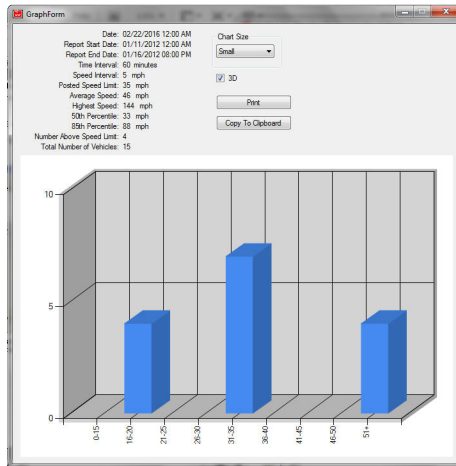 GraphForm
Date: 02/22/2016 12:00 AM
Report Start Date: 01/11/2012 12:00 AM
Report End Date: 01/16/2012 08:00 PM
Time Interval: 60 minutes
Speed Interval: 5 mph
Posted Speed Limit: 35 mph
Average Speed: 46 mph
Highest Speed: 144 mph
50th Percentile: 33 mph
85th Percentile: 88 mph
Number Above Speed Limit: 4
Total Number of Vehicles: 15
Chart Size
Small
3D
Print
Copy To Clipboard
10
5
0
0-15
16-20
21-25
26-30
31-35
36-40
41-45
46-50
51+